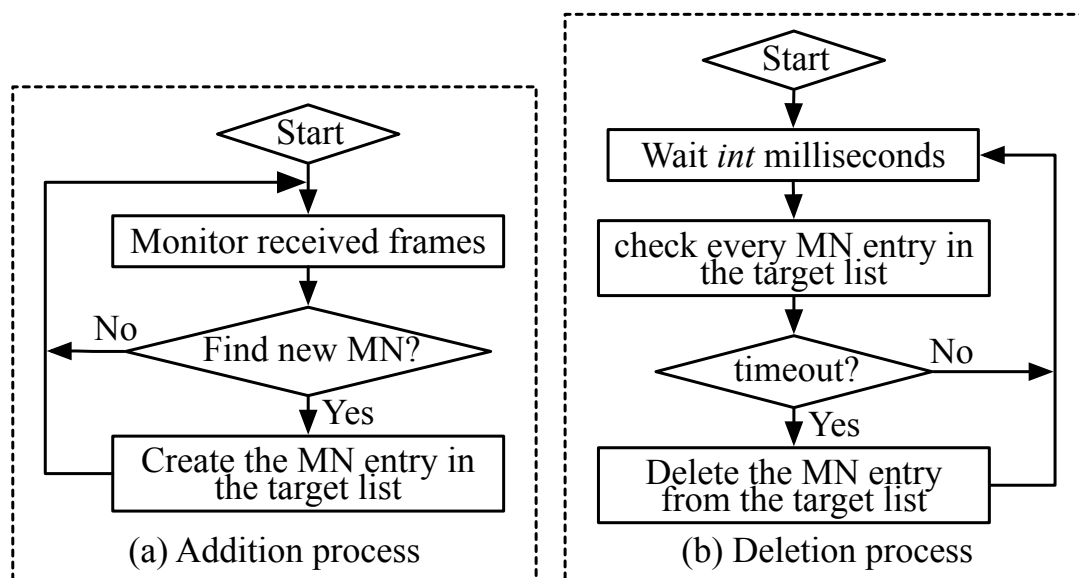 Start
Monitor received frames
No
Find new MN?
Yes
Create the MN entry in
the target list
(a) Addition process
Start
Wait int milliseconds
check every MN entry in
the target list
timeout?
No
Yes
Delete the MN entry
from the target list
(b) Deletion process